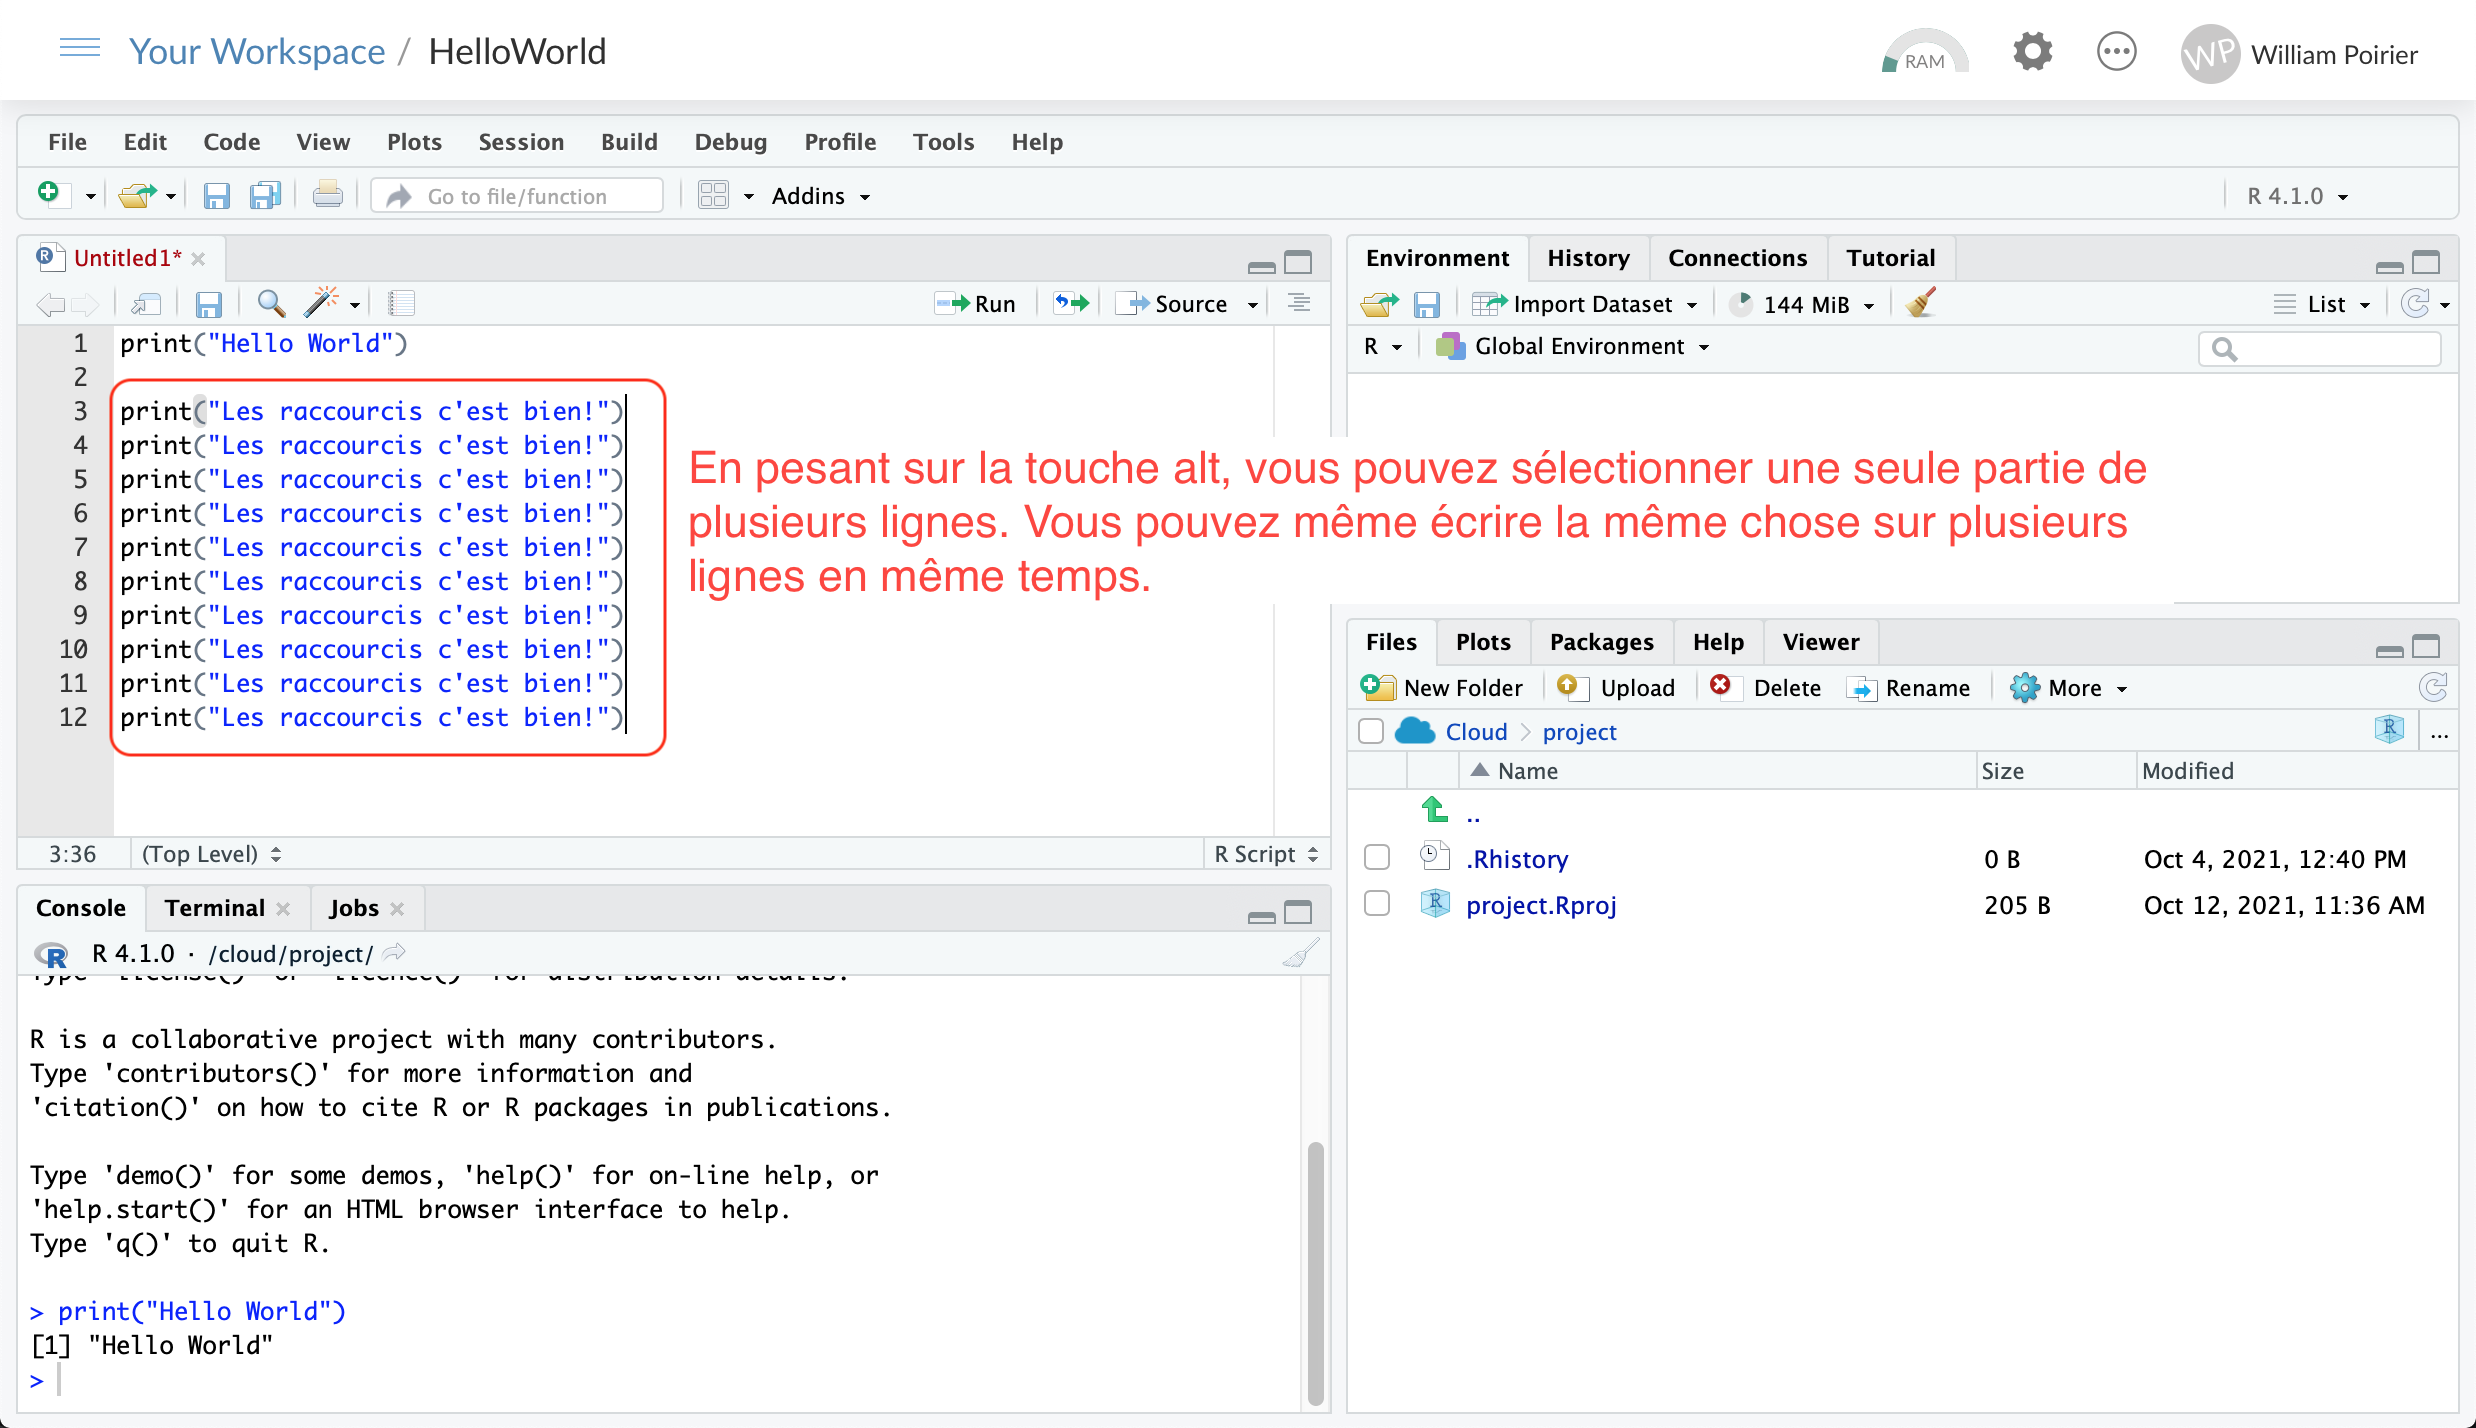 Your Workspace / HelloWorld
RAM
WP William Poirier
File Edit Code View Plots Session Build Debug Profile Tools Help
Go to file/function
Addins
R 4.1.0
Untitled1*
Run Source
1 print("Hello World")
2
3 print("Les raccourcis c'est bien!")
4 print("Les raccourcis c'est bien!")
5 print("Les raccourcis c'est bien!")
6 print("Les raccourcis c'est bien!")
7 print("Les raccourcis c'est bien!")
8 print("Les raccourcis c'est bien!")
9 print("Les raccourcis c'est bien!")
10 print("Les raccourcis c'est bien!")
11 print("Les raccourcis c'est bien!")
12 print("Les raccourcis c'est bien!")
En pesant sur la touche alt, vous pouvez sélectionner une seule partie de
plusieurs lignes. Vous pouvez même écrire la même chose sur plusieurs
lignes en même temps.
3:36 (Top Level) R Script
Console Terminal Jobs
R 4.1.0 · /cloud/project/
Type 'license()' or 'licence()' for distribution details.
R is a collaborative project with many contributors.
Type 'contributors()' for more information and
'citation()' on how to cite R or R packages in publications.
Type 'demo()' for some demos, 'help()' for on-line help, or
'help.start()' for an HTML browser interface to help.
Type 'q()' to quit R.
> print("Hello World")
[1] "Hello World"
>
Environment History Connections Tutorial
Import Dataset 144 MiB List
R Global Environment
Files Plots Packages Help Viewer
New Folder Upload Delete Rename More
Cloud project R ...
Name Size Modified
..
.Rhistory 0 B Oct 4, 2021, 12:40 PM
project.Rproj 205 B Oct 12, 2021, 11:36 AM